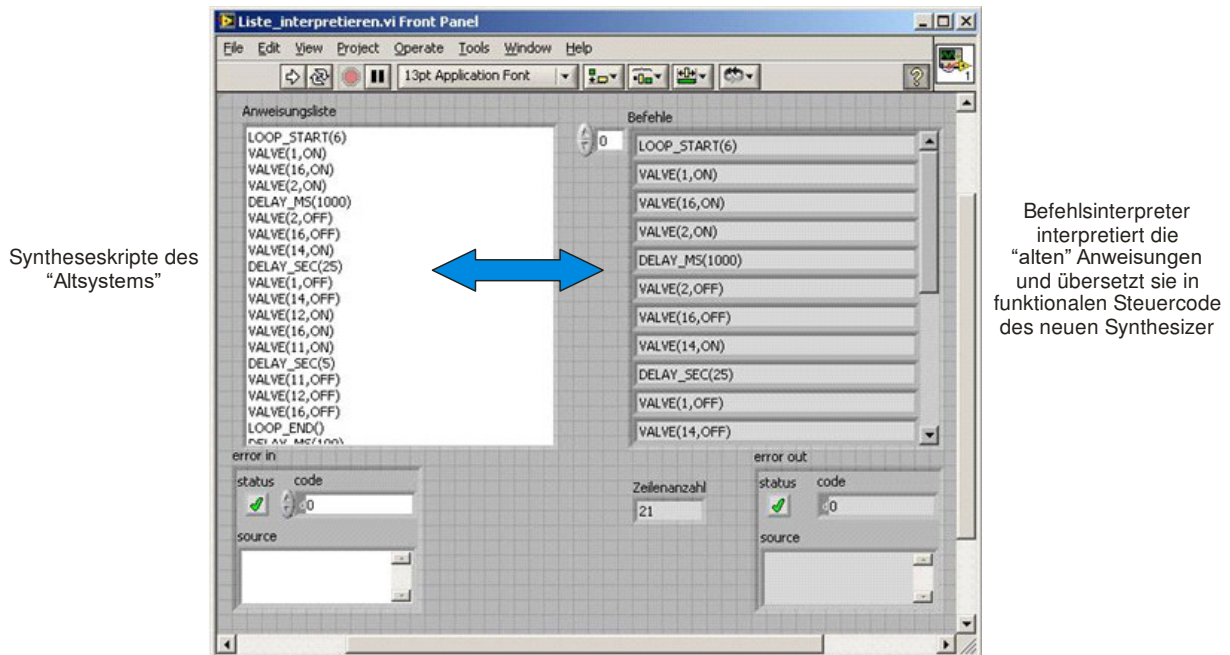 Liste_interpretieren.vi Front Panel
File Edit View Project Operate Tools Window Help
13pt Application Font
1
Anweisungsliste
LOOP_START(6)
VALVE(1,ON)
VALVE(16,ON)
VALVE(2,ON)
DELAY_MS(1000)
VALVE(2,OFF)
VALVE(16,OFF)
VALVE(14,ON)
DELAY_SEC(25)
VALVE(1,OFF)
VALVE(14,OFF)
VALVE(12,ON)
VALVE(16,ON)
VALVE(11,ON)
DELAY_SEC(5)
VALVE(11,OFF)
VALVE(12,OFF)
VALVE(16,OFF)
LOOP_END()
DELAY_MS(100)
Befehle
0
LOOP_START(6)
VALVE(1,ON)
VALVE(16,ON)
VALVE(2,ON)
DELAY_MS(1000)
VALVE(2,OFF)
VALVE(16,OFF)
VALVE(14,ON)
DELAY_SEC(25)
VALVE(1,OFF)
VALVE(14,OFF)
Syntheseskripte des
“Altsystems”
Befehlsinterpreter
interpretiert die
“alten” Anweisungen
und übersetzt sie in
funktionalen Steuercode
des neuen Synthesizer
error in
status code
d0
source
Zeilenanzahl
21
error out
status code
d0
source